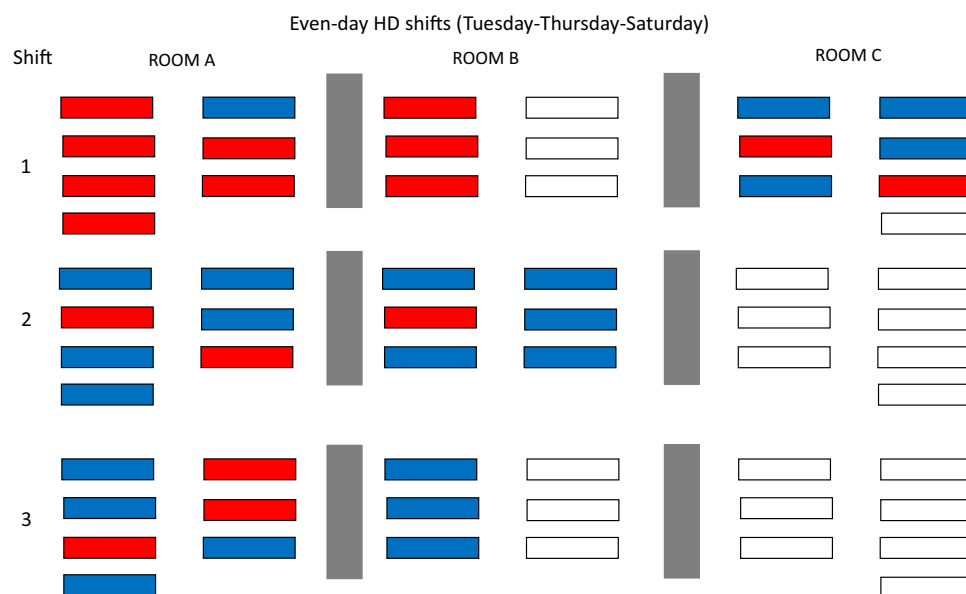 Even-day HD shifts (Tuesday-Thursday-Saturday)
Shift
ROOM A
ROOM B
ROOM C
1
2
3